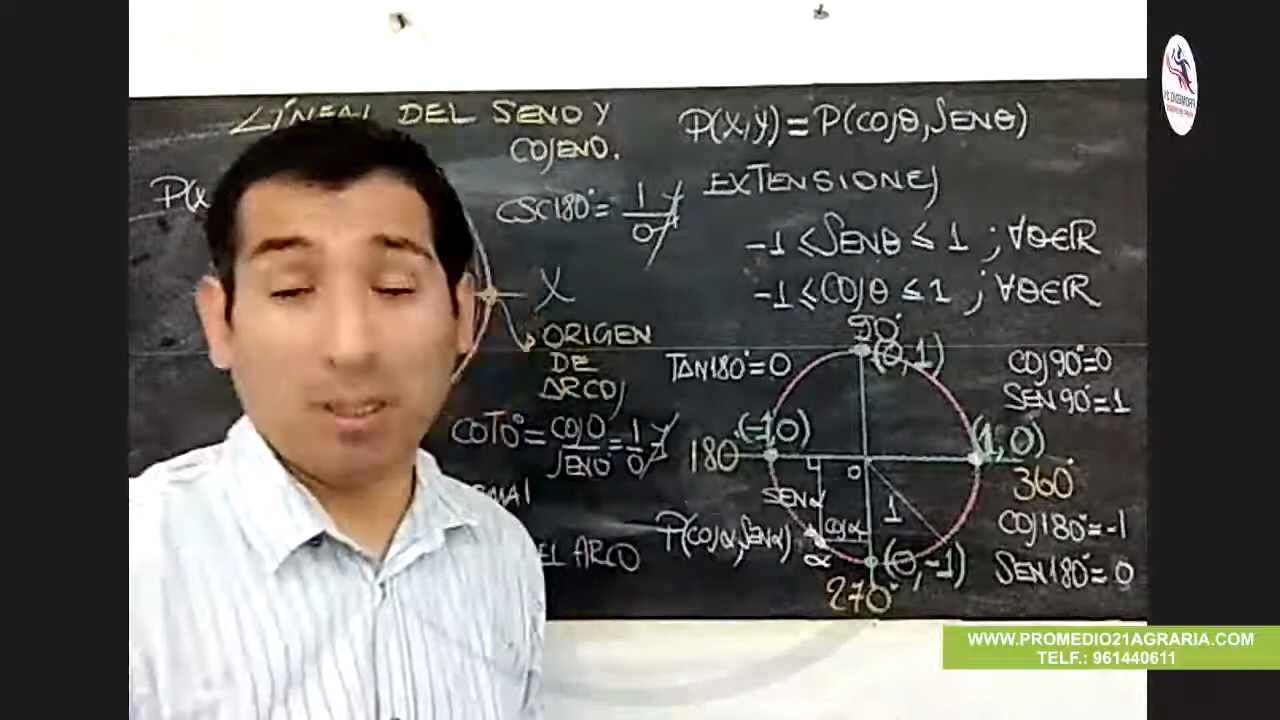 LÍNEAL DEL SENO Y
COSENO.
P(X
CSC180°= 1/0
X
ORIGEN
DE
ARCOS
COT0°= COS0/SEN0 = 1/0
EL ARCO
P(X,Y)=P(COSθ,SENθ)
EXTENSIONES
-1≤SENθ≤1 ; ∀θ∈R
-1≤COSθ≤1 ; ∀θ∈R
90°
TAN180°=0
(0,1)
COS90°=0
SEN90°=1
(-1,0)
(1,0)
180°
0
360°
SENα
1
COSα
P(COSα,SENα)
α
COS180°=-1
(0,-1)
SEN180°=0
270°
WWW.PROMEDIO21AGRARIA.COM
TELF.: 961440611